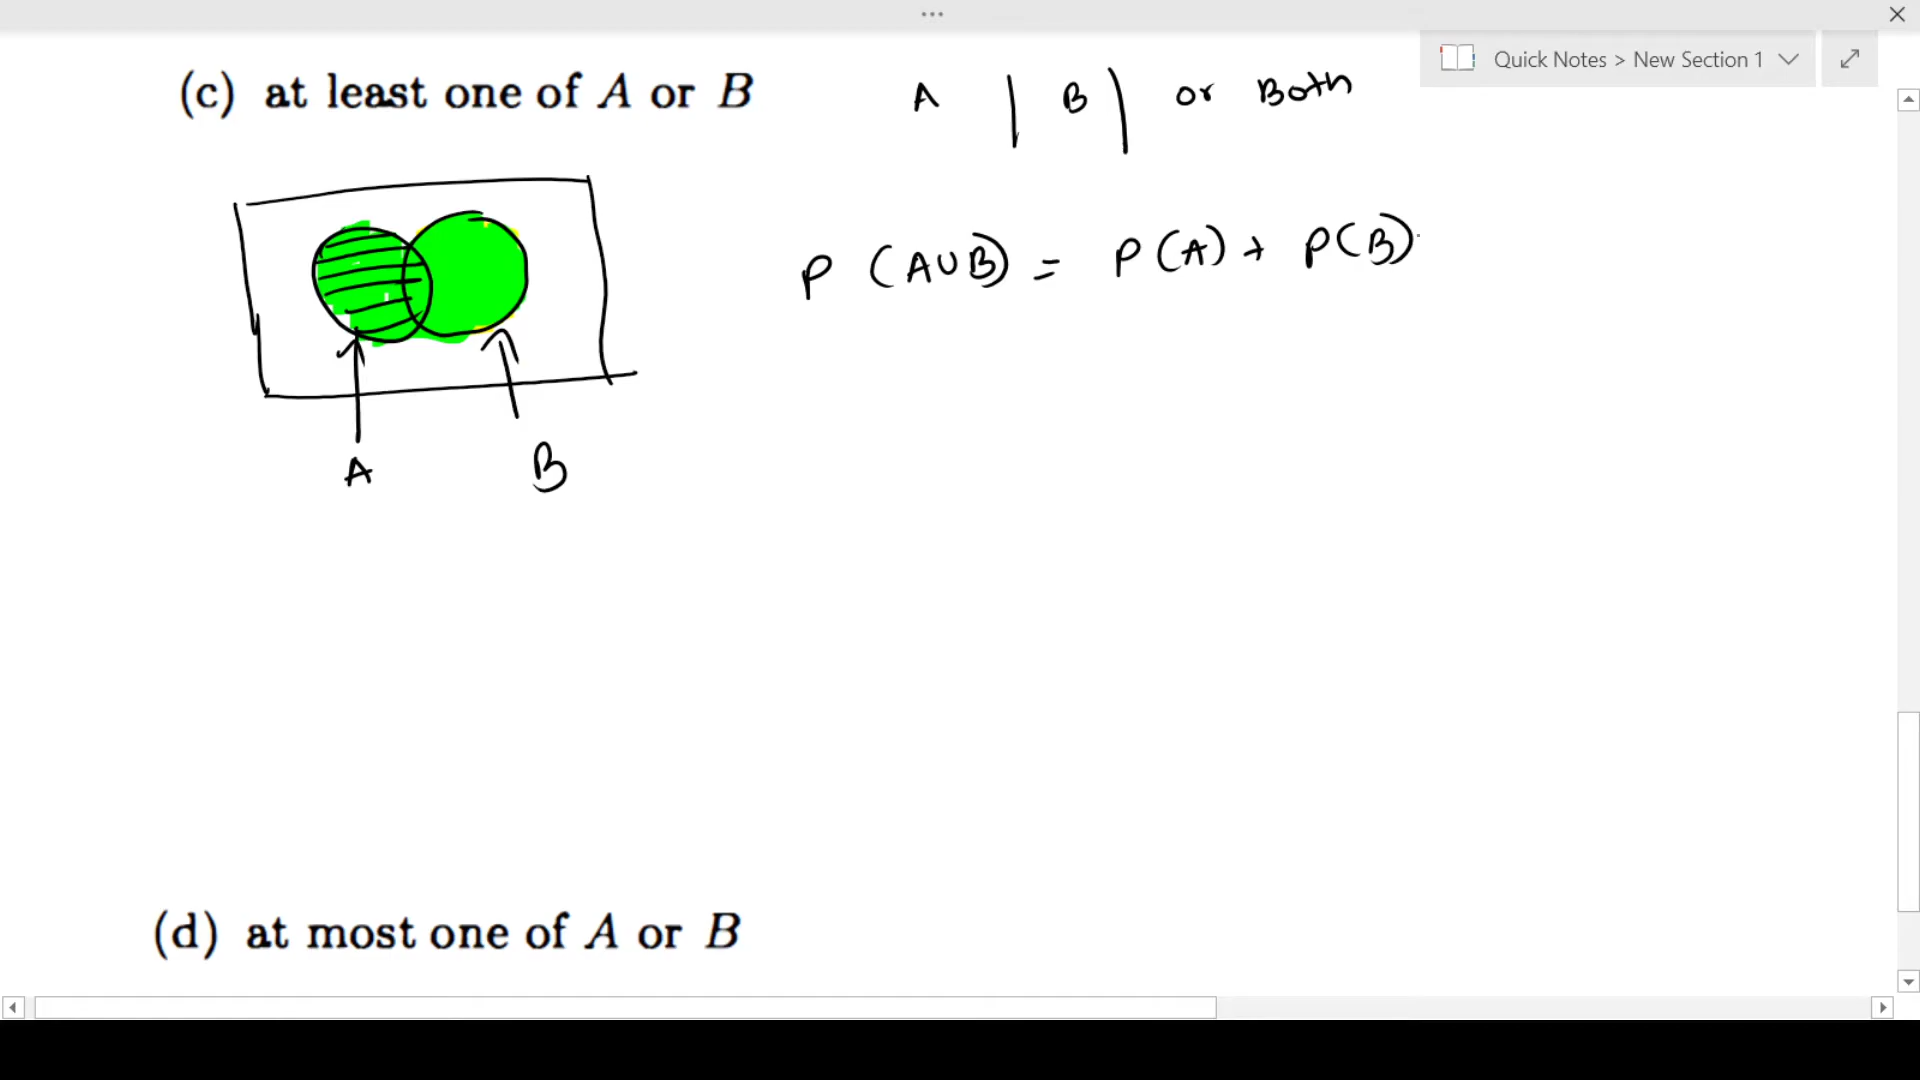 ...
Quick Notes > New Section 1
(c) at least one of A or B
A | B | or Both
P (A∪B) = P(A) + P(B)
A
B
(d) at most one of A or B